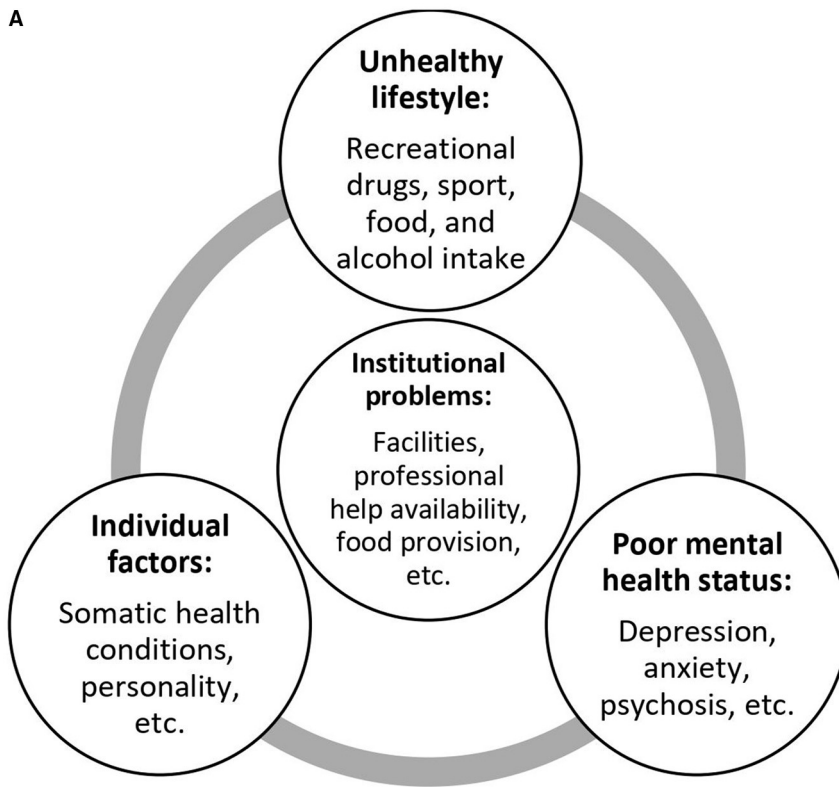 A
Unhealthy
lifestyle:
Recreational
drugs, sport,
food, and
alcohol intake
Institutional
problems:
Facilities,
professional
help availability,
food provision,
etc.
Individual
factors:
Somatic health
conditions,
personality,
etc.
Poor mental
health status:
Depression,
anxiety,
psychosis, etc.